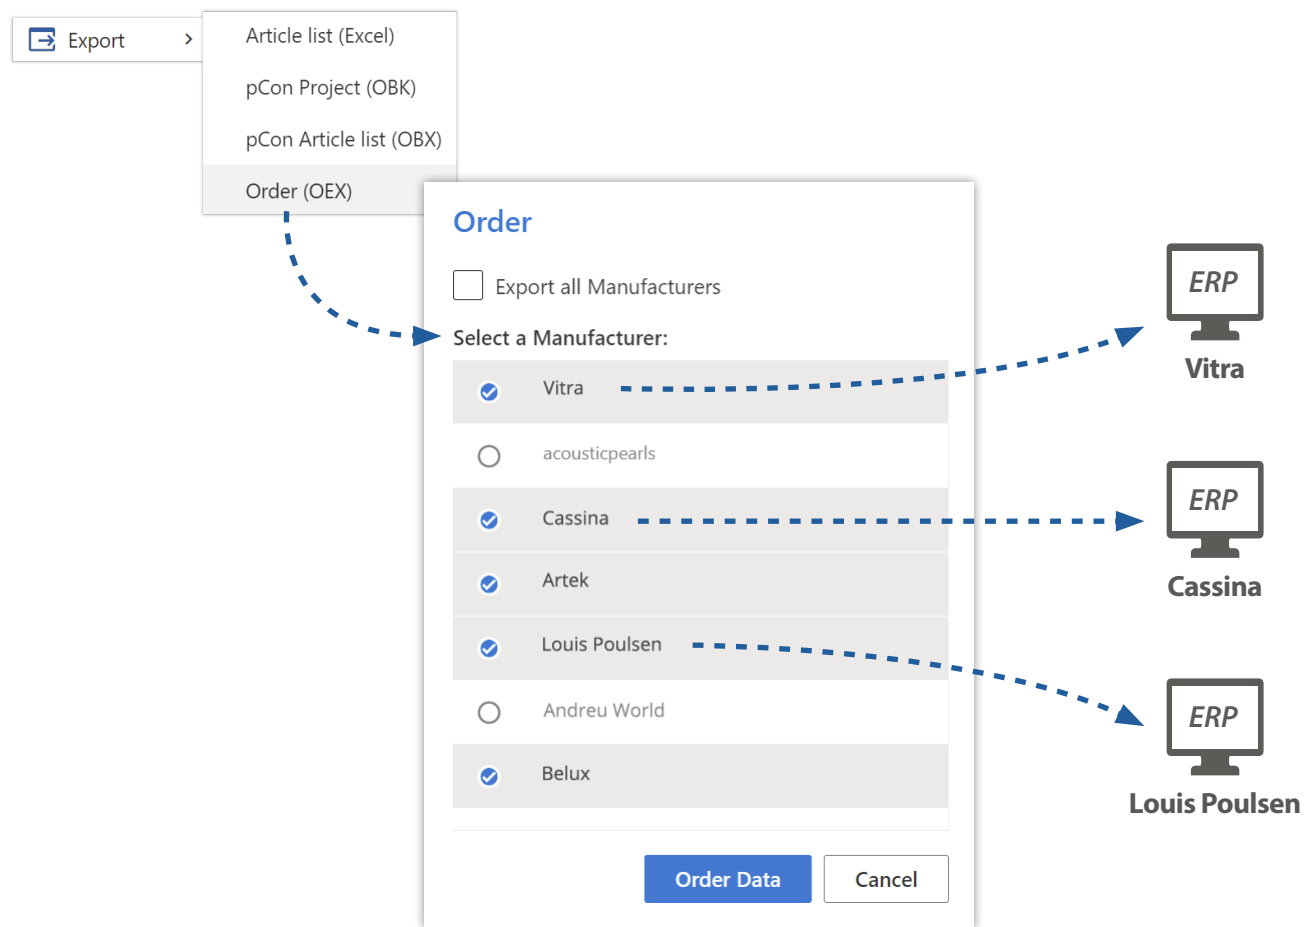 Export
Article list (Excel)
pCon Project (OBK)
pCon Article list (OBX)
Order (OEX)
Order
Export all Manufacturers
Select a Manufacturer:
Vitra
acousticpearls
Cassina
Artek
Louis Poulsen
Andreu World
Belux
Order Data
Cancel
ERP
Vitra
ERP
Cassina
ERP
Louis Poulsen